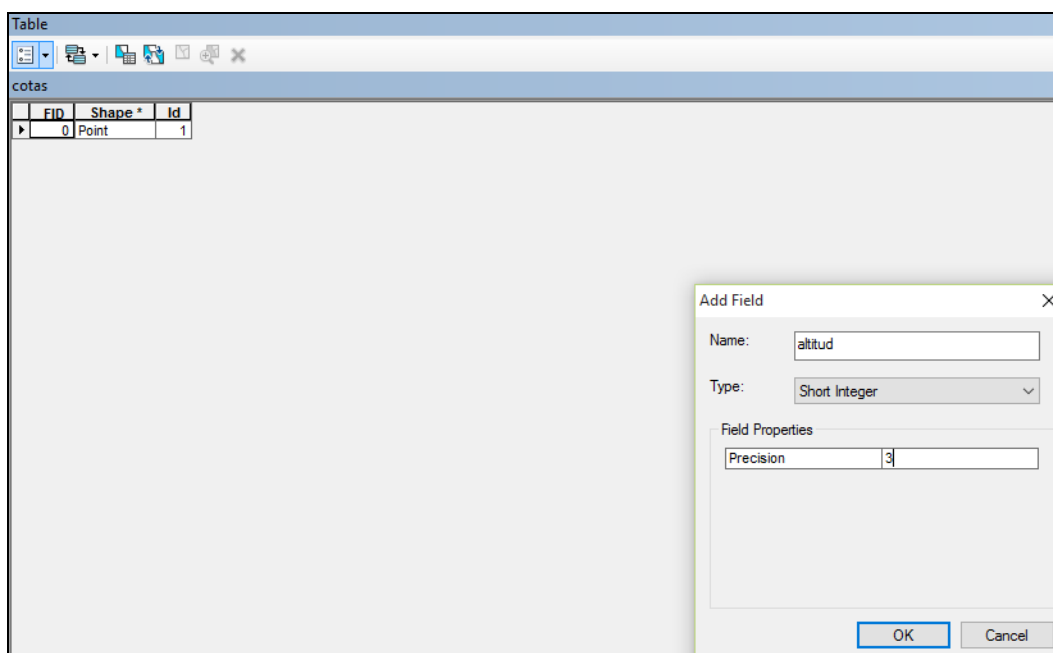 Table
cotas
FID Shape * Id
0 Point 1
Add Field
Name: altitud
Type: Short Integer
Field Properties
Precision 3
OK Cancel